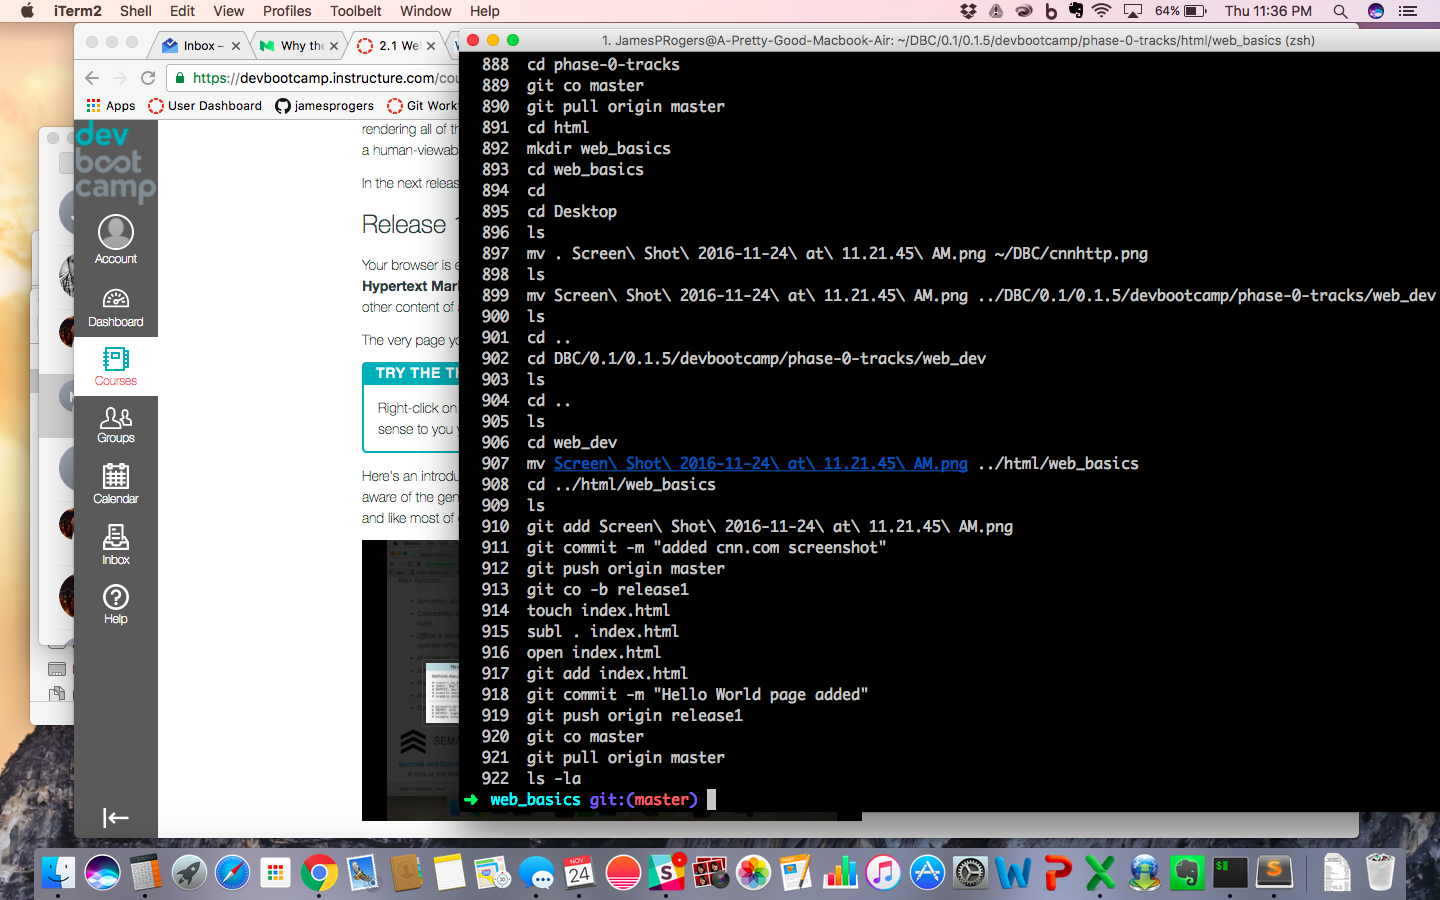 iTerm2 Shell Edit View Profiles Toolbelt Window Help 64% Thu 11:36 PM
Inbox – Why the 2.1 Wel
https://devbootcamp.instructure.com/cou
Apps User Dashboard jamesprogers Git Work
dev
boot
camp
Account
Dashboard
Courses
Groups
Calendar
Inbox
Help
rendering all of th
a human-viewab
In the next releas
Release 1
Your browser is e
Hypertext Mar
other content of a
The very page yo
TRY THE T
Right-click on
sense to you y
Here's an introdu
aware of the gen
and like most of
1. JamesPRogers@A-Pretty-Good-Macbook-Air: ~/DBC/0.1/0.1.5/devbootcamp/phase-0-tracks/html/web_basics (zsh)
888 cd phase-0-tracks
889 git co master
890 git pull origin master
891 cd html
892 mkdir web_basics
893 cd web_basics
894 cd
895 cd Desktop
896 ls
897 mv . Screen\ Shot\ 2016-11-24\ at\ 11.21.45\ AM.png ~/DBC/cnnhttp.png
898 ls
899 mv Screen\ Shot\ 2016-11-24\ at\ 11.21.45\ AM.png ../DBC/0.1/0.1.5/devbootcamp/phase-0-tracks/web_dev
900 ls
901 cd ..
902 cd DBC/0.1/0.1.5/devbootcamp/phase-0-tracks/web_dev
903 ls
904 cd ..
905 ls
906 cd web_dev
907 mv Screen\ Shot\ 2016-11-24\ at\ 11.21.45\ AM.png ../html/web_basics
908 cd ../html/web_basics
909 ls
910 git add Screen\ Shot\ 2016-11-24\ at\ 11.21.45\ AM.png
911 git commit -m "added cnn.com screenshot"
912 git push origin master
913 git co -b release1
914 touch index.html
915 subl . index.html
916 open index.html
917 git add index.html
918 git commit -m "Hello World page added"
919 git push origin release1
920 git co master
921 git pull origin master
922 ls -la
➜ web_basics git:(master)
SEMA
NOV
24